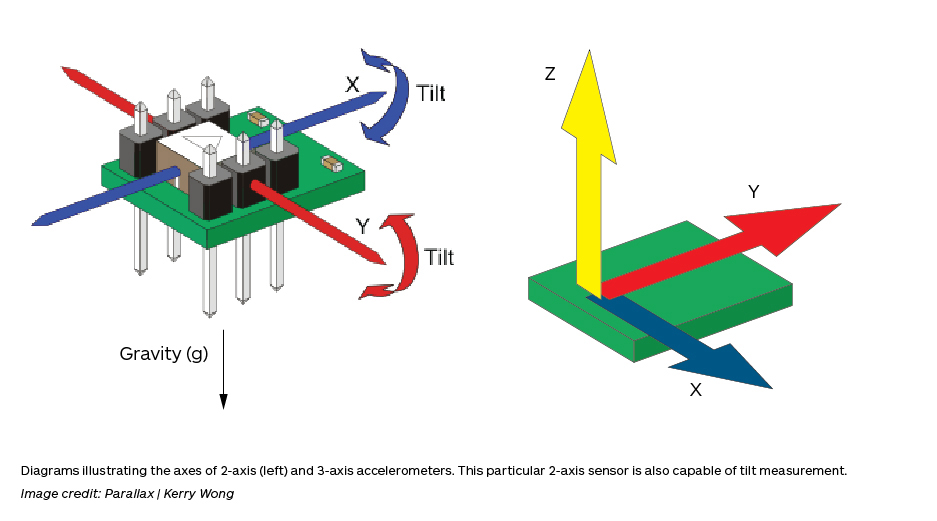 X
Tilt
Y
Tilt
Gravity (g)
Z
Y
X
Diagrams illustrating the axes of 2-axis (left) and 3-axis accelerometers. This particular 2-axis sensor is also capable of tilt measurement.
Image credit: Parallax | Kerry Wong